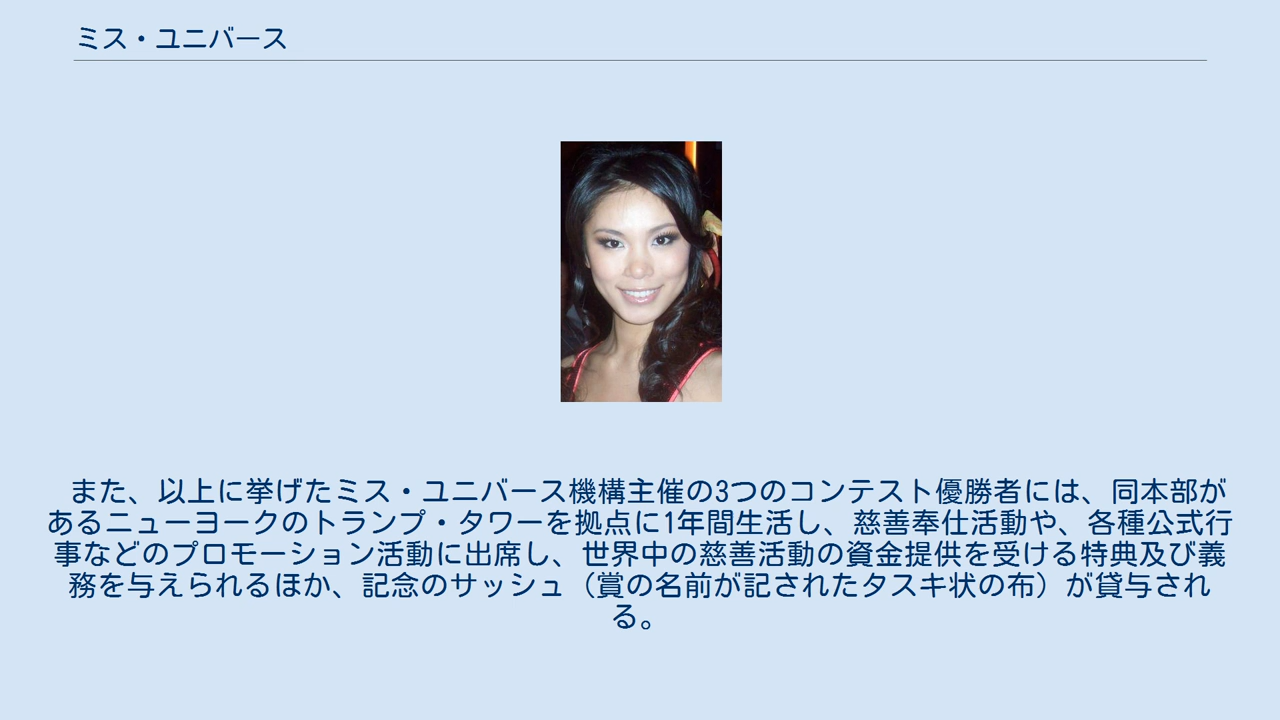 ミス・ユニバース
また、以上に挙げたミス・ユニバース機構主催の3つのコンテスト優勝者には、同本部が
あるニューヨークのトランプ・タワーを拠点に1年間生活し、慈善奉仕活動や、各種公式行
事などのプロモーション活動に出席し、世界中の慈善活動の資金提供を受ける特典及び義
務を与えられるほか、記念のサッシュ（賞の名前が記されたタスキ状の布）が貸与され
る。